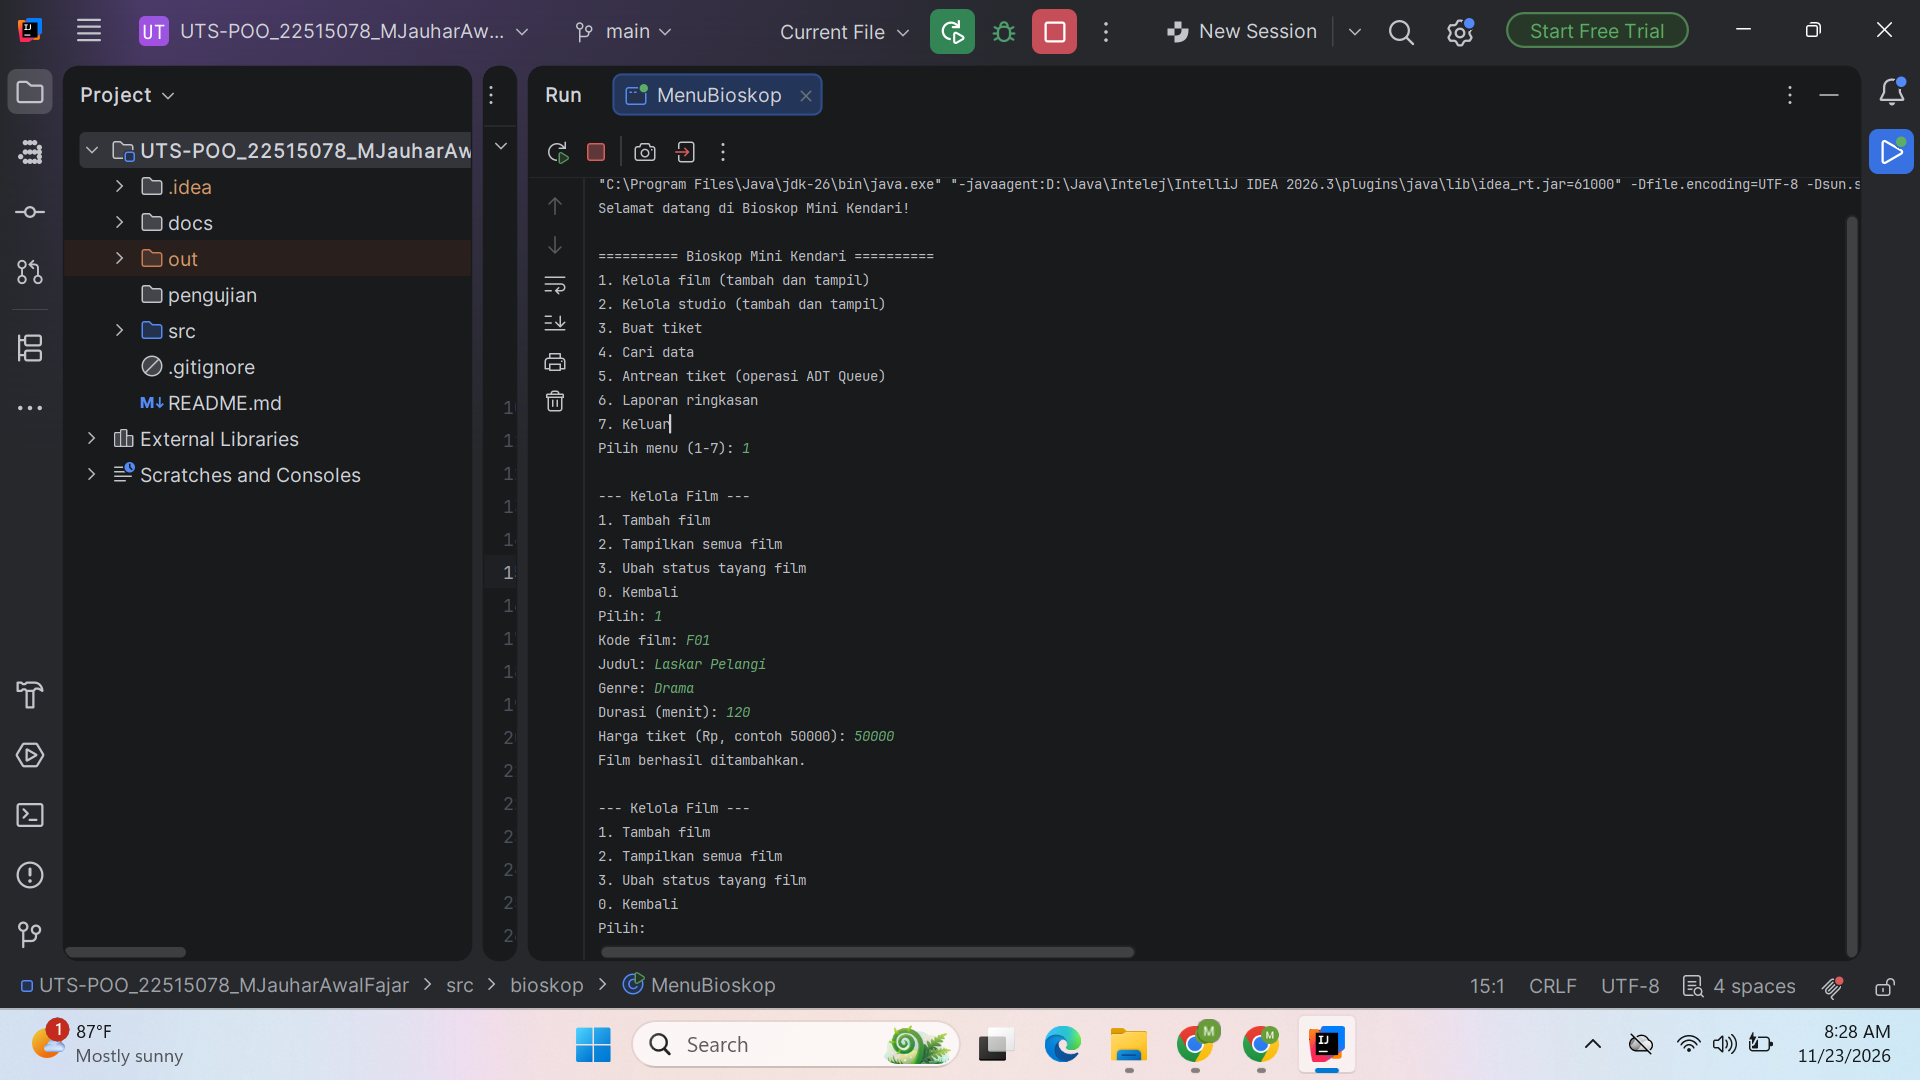 UT UTS-POO_22515078_MJauharAw... main Current File New Session Start Free Trial
Project
UTS-POO_22515078_MJauharAw
.idea
docs
out
pengujian
src
.gitignore
README.md
External Libraries
Scratches and Consoles
Run MenuBioskop
"C:\Program Files\Java\jdk-26\bin\java.exe" "-javaagent:D:\Java\Intelej\IntelliJ IDEA 2026.3\plugins\java\lib\idea_rt.jar=61000" -Dfile.encoding=UTF-8 -Dsun.s
Selamat datang di Bioskop Mini Kendari!
========== Bioskop Mini Kendari ==========
1. Kelola film (tambah dan tampil)
2. Kelola studio (tambah dan tampil)
3. Buat tiket
4. Cari data
5. Antrean tiket (operasi ADT Queue)
6. Laporan ringkasan
7. Keluar
Pilih menu (1-7): 1
--- Kelola Film ---
1. Tambah film
2. Tampilkan semua film
3. Ubah status tayang film
0. Kembali
Pilih: 1
Kode film: F01
Judul: Laskar Pelangi
Genre: Drama
Durasi (menit): 120
Harga tiket (Rp, contoh 50000): 50000
Film berhasil ditambahkan.
--- Kelola Film ---
1. Tambah film
2. Tampilkan semua film
3. Ubah status tayang film
0. Kembali
Pilih:
UTS-POO_22515078_MJauharAwalFajar > src > bioskop > MenuBioskop
15:1 CRLF UTF-8 4 spaces
1 87°F
Mostly sunny
Search
8:28 AM
11/23/2026